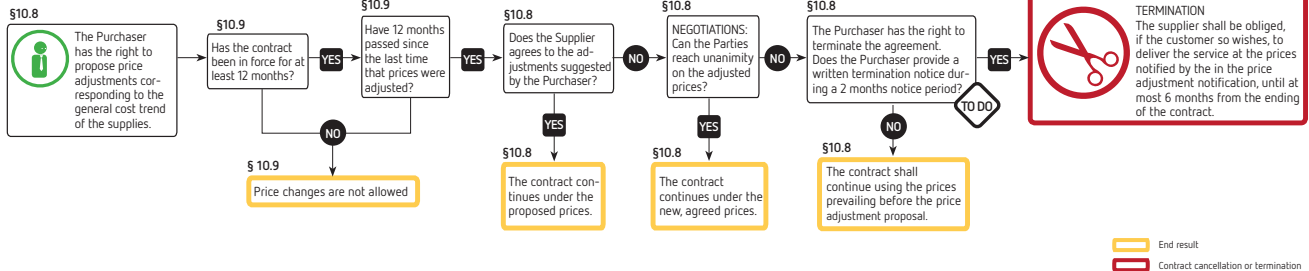 §10.8
The Purchaser
has the right to
propose price
adjustments cor-
responding to the
general cost trend
of the supplies.
§10.9
Has the contract
been in force for at
least 12 months?
YES
§10.9
Have 12 months
passed since
the last time
that prices were
adjusted?
YES
NO
§ 10.9
Price changes are not allowed
§10.8
Does the Supplier
agrees to the ad-
justments suggested
by the Purchaser?
NO
YES
§10.8
The contract con-
tinues under the
proposed prices.
§10.8
NEGOTIATIONS:
Can the Parties
reach unanimity
on the adjusted
prices?
NO
YES
§10.8
The contract
continues under the
new, agreed prices.
§10.8
The Purchaser has the right to
terminate the agreement.
Does the Purchaser provide a
written termination notice dur-
ing a 2 months notice period?
TO DO
YES
NO
§10.8
The contract shall
continue using the prices
prevailing before the price
adjustment proposal.
TERMINATION
The supplier shall be obliged,
if the customer so wishes, to
deliver the service at the prices
notified by the in the price
adjustment notification, until at
most 6 months from the ending
of the contract.
End result
Contract cancellation or termination